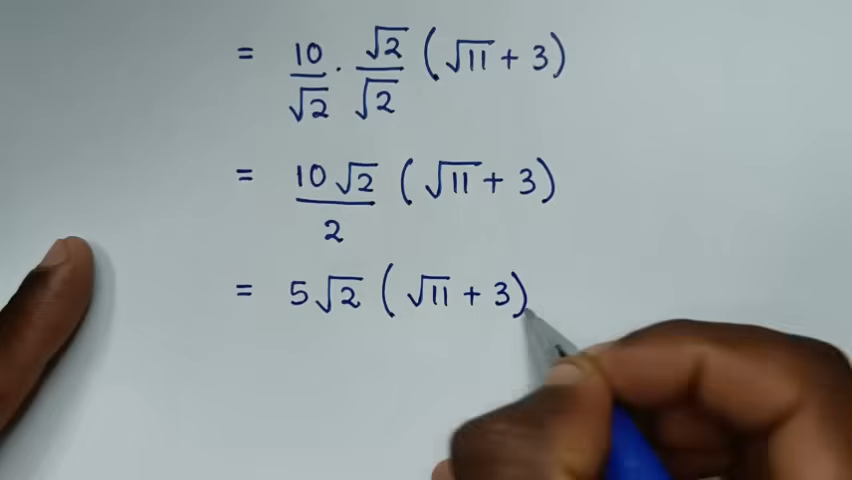 = 10/√2 · √2/√2 (√11 + 3)
= 10√2/2 (√11 + 3)
= 5√2 (√11 + 3)